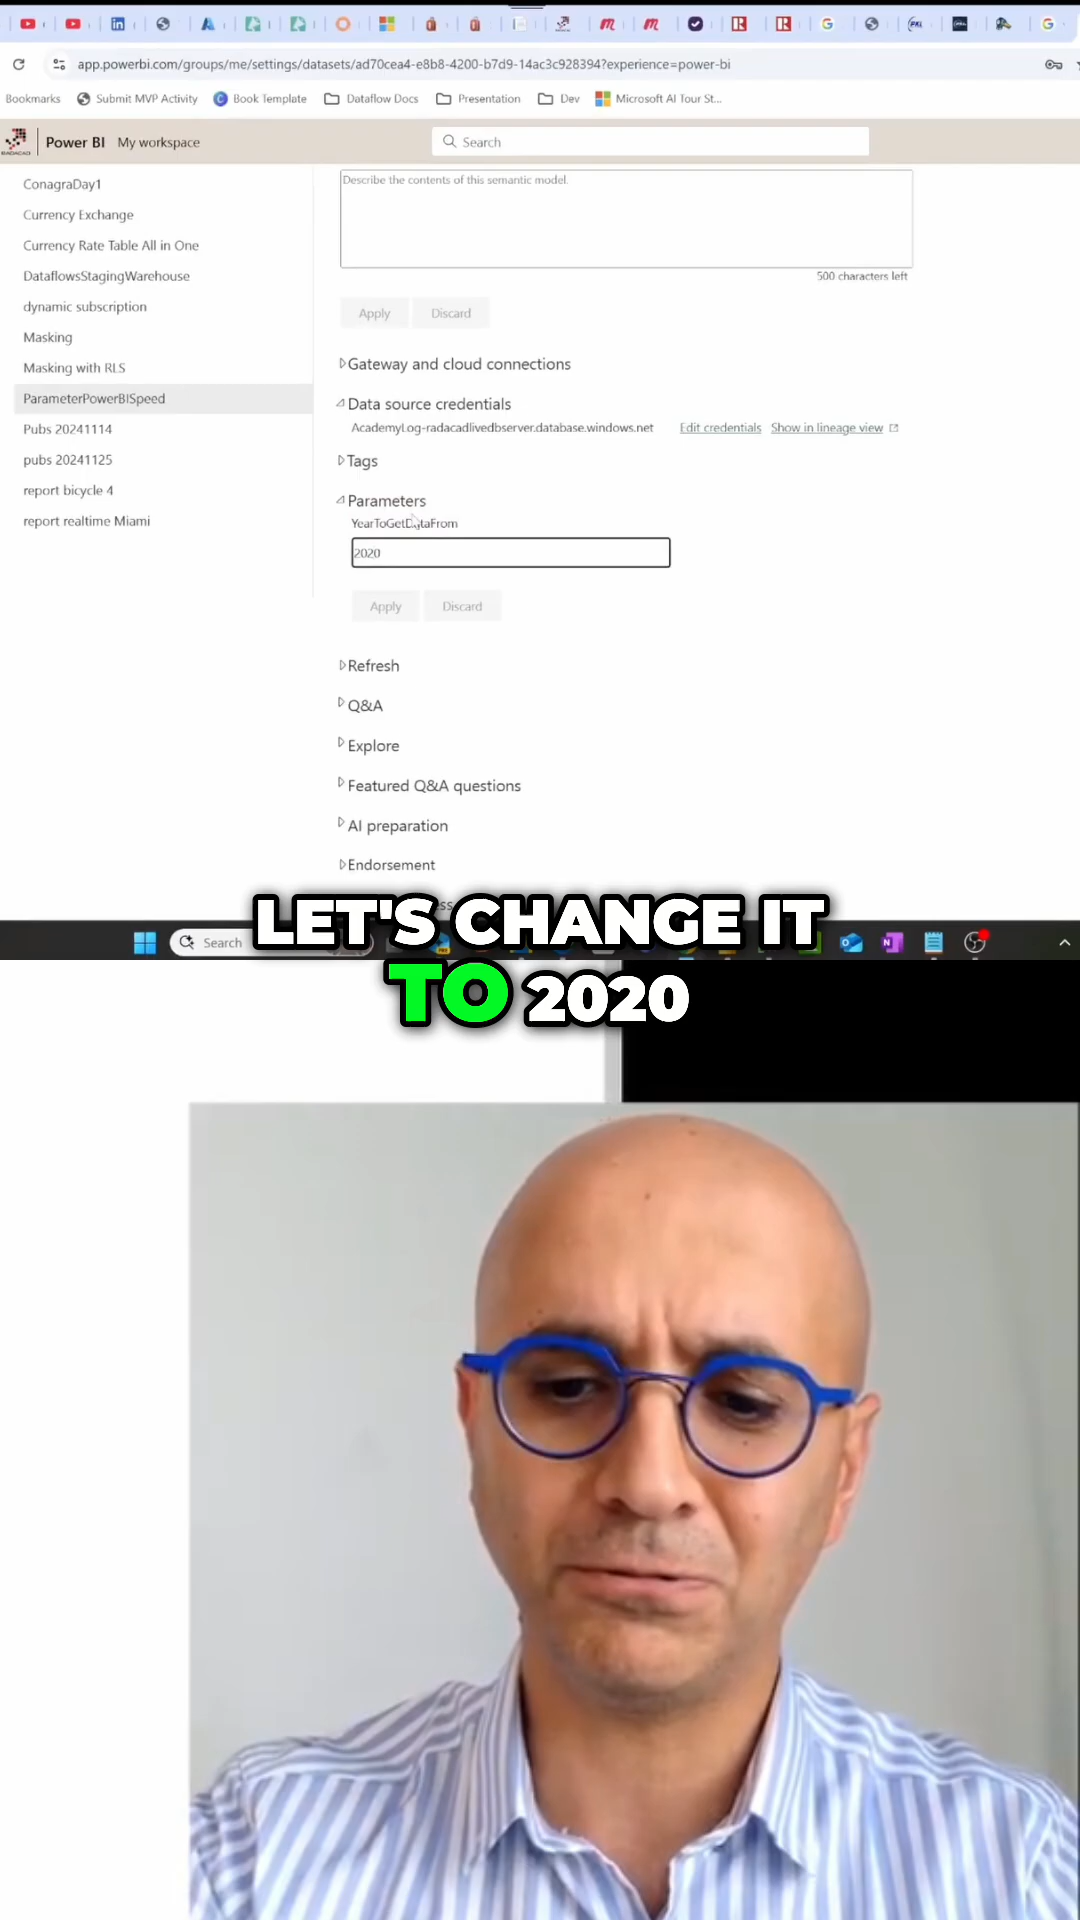 app.powerbi.com/groups/me/settings/datasets/ad70cea4-e8b8-4200-b7d9-14ac3c928394?experience=power-bi
Bookmarks Submit MVP Activity Book Template Dataflow Docs Presentation Dev Microsoft AI Tour St...
Power BI My workspace Search
ConagraDay1
Currency Exchange
Currency Rate Table All in One
DataflowsStagingWarehouse
dynamic subscription
Masking
Masking with RLS
ParameterPowerBISpeed
Pubs 20241114
pubs 20241125
report bicycle 4
report realtime Miami
Describe the contents of this semantic model.
500 characters left
Apply Discard
Gateway and cloud connections
Data source credentials
AcademyLog-radacadlivedbserver.database.windows.net Edit credentials Show in lineage view
Tags
Parameters
YearToGetDataFrom
2020
Apply Discard
Refresh
Q&A
Explore
Featured Q&A questions
AI preparation
Endorsement
Search
LET'S CHANGE IT
TO 2020